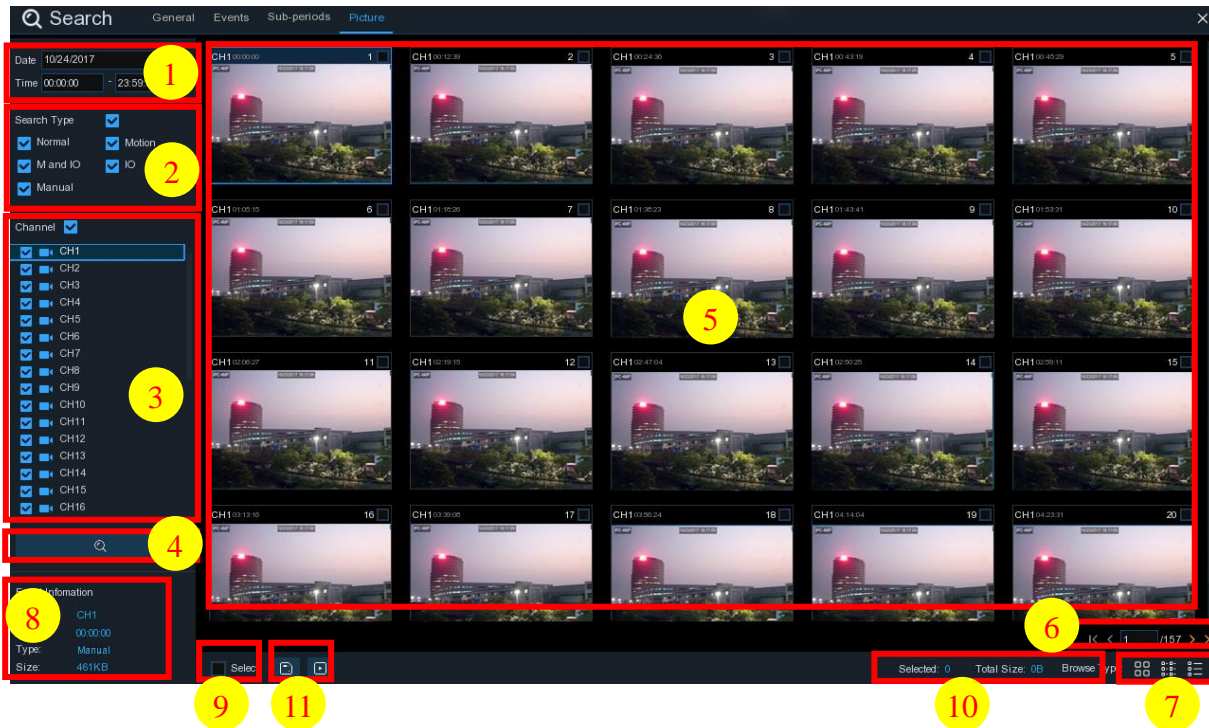 Search General Events Sub-periods Picture
Date 10/24/2017
Time 00:00:00 - 23:59:
1
Search Type
Normal Motion
M and IO IO
Manual
2
Channel
CH1
CH2
CH3
CH4
CH5
CH6
CH7
CH8
CH9
CH10
CH11
CH12
CH13
CH14
CH15
CH16
3
4
Infomation
CH1
00:00:00
Type: Manual
Size: 461KB
8
CH1 00:00:00 1
CH1 00:12:39 2
CH1 00:24:36 3
CH1 00:43:19 4
CH1 00:45:29 5
CH1 01:05:15 6
CH1 01:18:26 7
CH1 01:38:23 8
CH1 01:43:41 9
CH1 01:53:31 10
5
CH1 02:06:27 11
CH1 02:19:15 12
CH1 02:47:04 13
CH1 02:50:25 14
CH1 02:59:11 15
CH1 03:13:16 16
CH1 03:39:08 17
CH1 03:56:24 18
CH1 04:14:04 19
CH1 04:23:31 20
6
1 /157
Selec
Selected: 0 Total Size: 0B Browse Typ
9
11
10
7